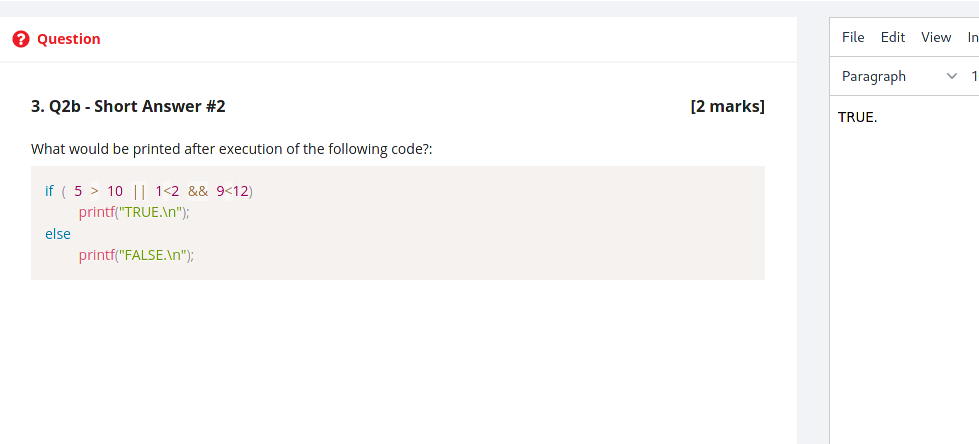 ? Question
File Edit View In
Paragraph 1
3. Q2b - Short Answer #2 [2 marks]
TRUE.
What would be printed after execution of the following code?:
if ( 5 > 10 || 1<2 && 9<12)
printf("TRUE.\n");
else
printf("FALSE.\n");